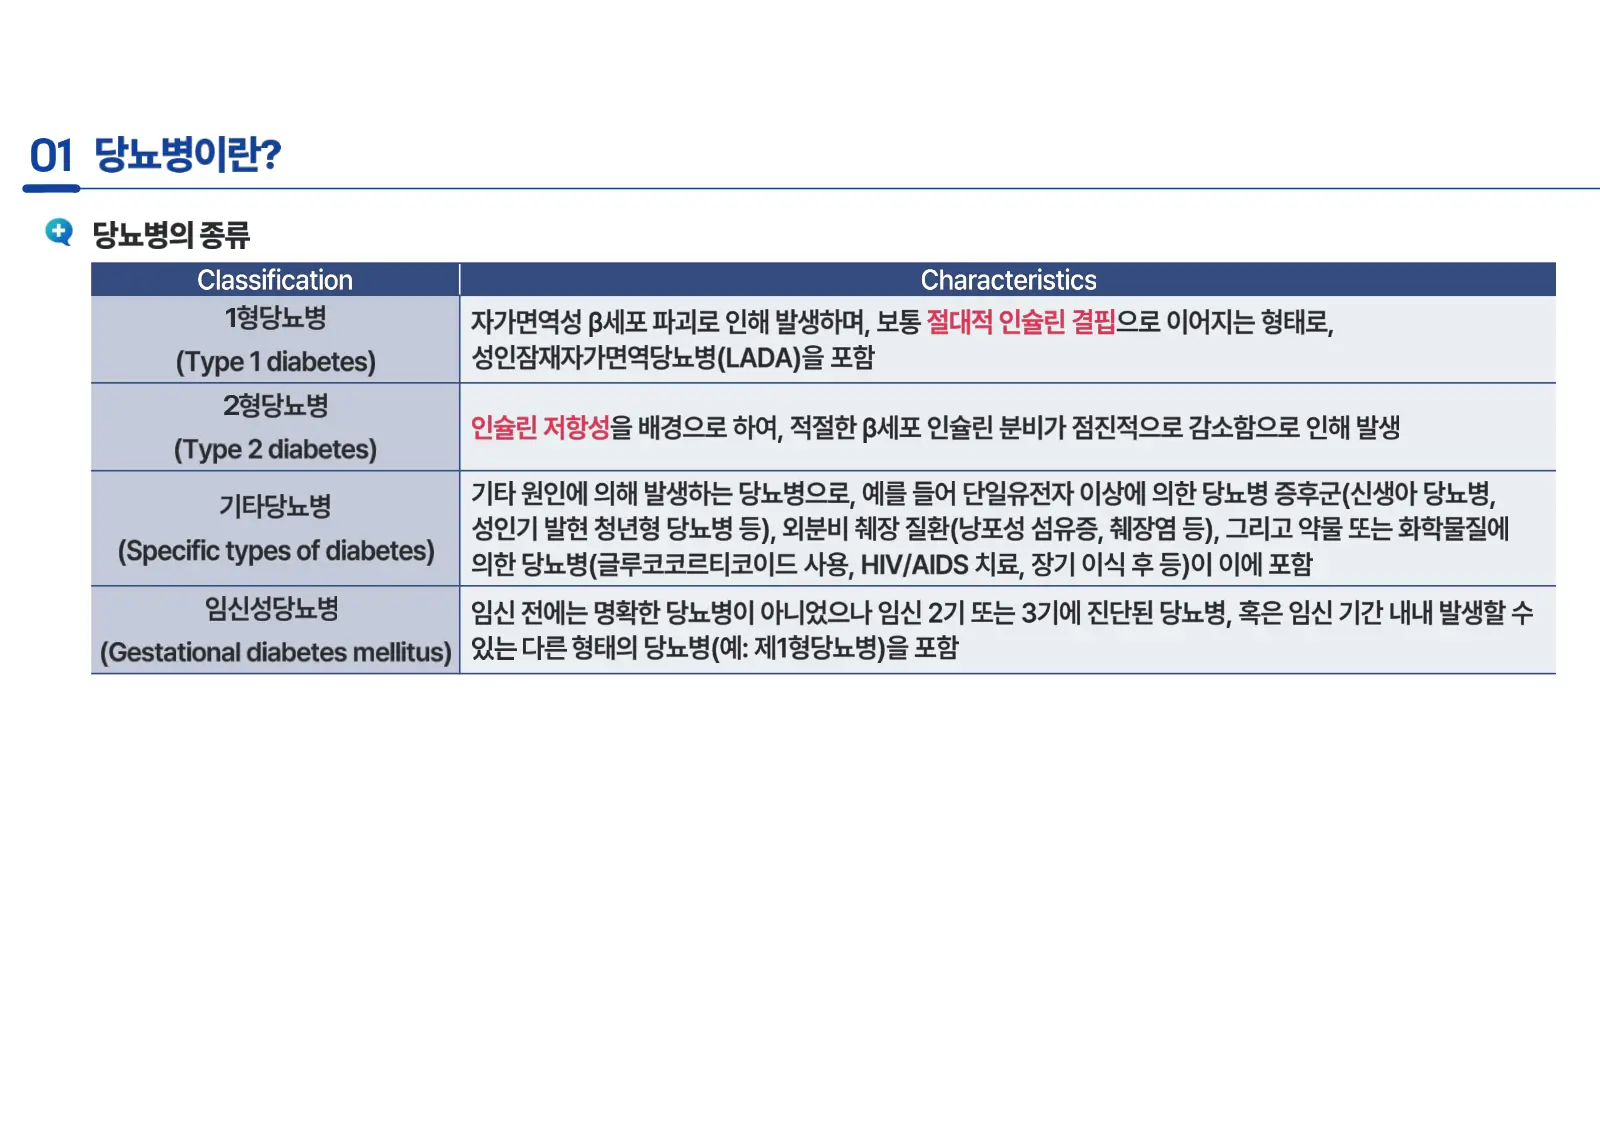 01 당뇨병이란?
당뇨병의 종류
Classification Characteristics
1형당뇨병
(Type 1 diabetes)
자가면역성 β세포 파괴로 인해 발생하며, 보통 절대적 인슐린 결핍으로 이어지는 형태로,
성인잠재자가면역당뇨병(LADA)을 포함
2형당뇨병
(Type 2 diabetes)
인슐린 저항성을 배경으로 하여, 적절한 β세포 인슐린 분비가 점진적으로 감소함으로 인해 발생
기타당뇨병
(Specific types of diabetes)
기타 원인에 의해 발생하는 당뇨병으로, 예를 들어 단일유전자 이상에 의한 당뇨병 증후군(신생아 당뇨병,
성인기 발현 청년형 당뇨병 등), 외분비 췌장 질환(낭포성 섬유증, 췌장염 등), 그리고 약물 또는 화학물질에
의한 당뇨병(글루코코르티코이드 사용, HIV/AIDS 치료, 장기 이식 후 등)이 이에 포함
임신성당뇨병
(Gestational diabetes mellitus)
임신 전에는 명확한 당뇨병이 아니었으나 임신 2기 또는 3기에 진단된 당뇨병, 혹은 임신 기간 내내 발생할 수
있는 다른 형태의 당뇨병(예: 제1형당뇨병)을 포함